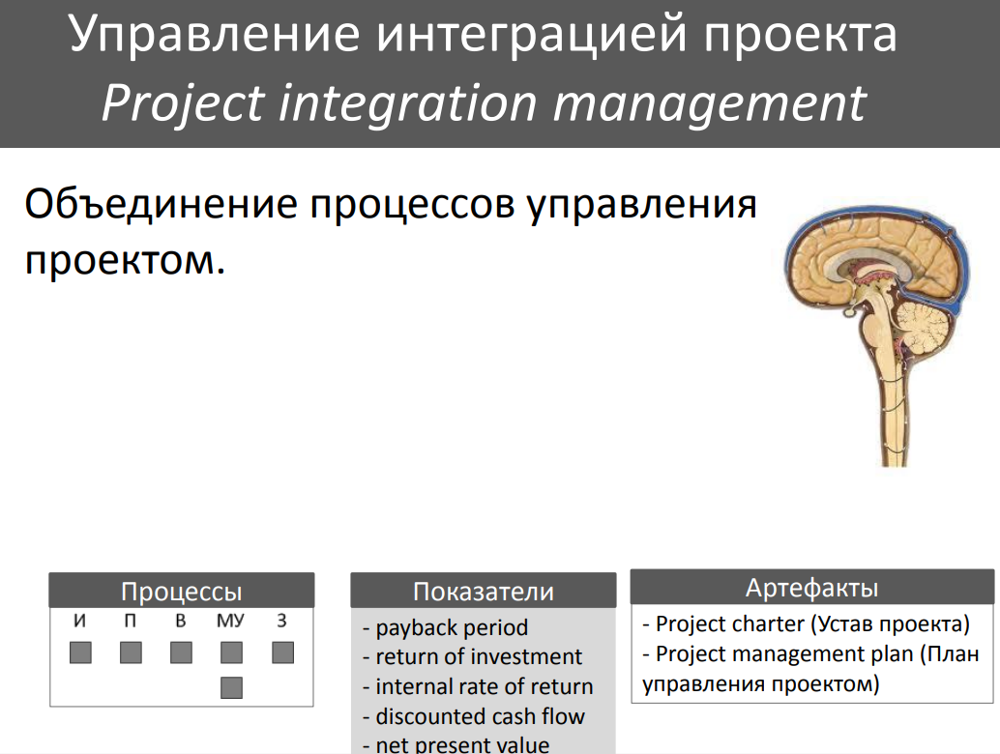 Управление интеграцией проекта
Project integration management
Объединение процессов управления
проектом.
Процессы
И П В МУ З
Показатели
- payback period
- return of investment
- internal rate of return
- discounted cash flow
- net present value
Артефакты
- Project charter (Устав проекта)
- Project management plan (План
управления проектом)